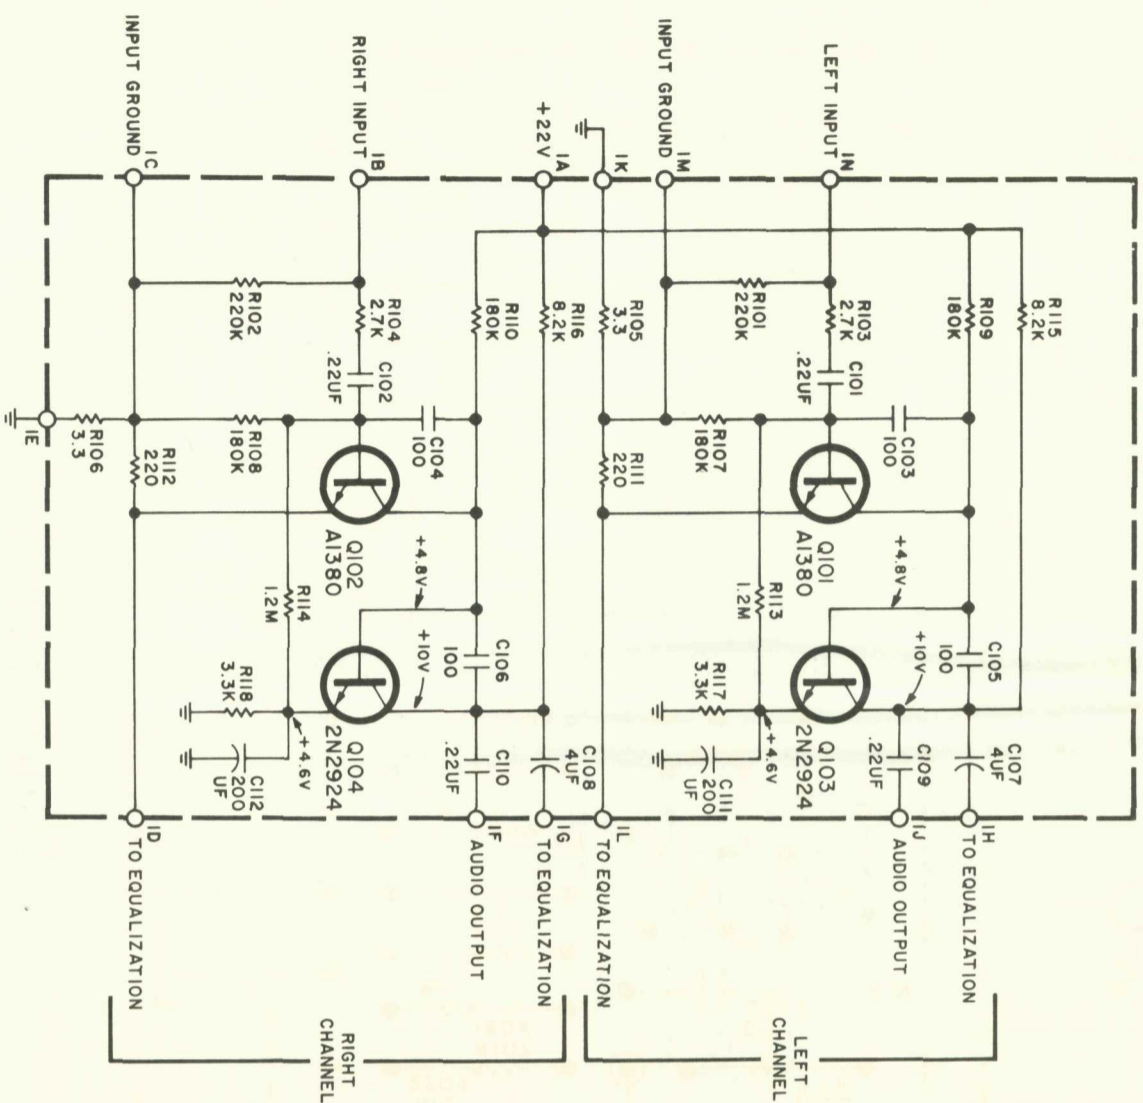 LEFT INPUT
1N
INPUT GROUND
1M
1K
+22V
1A
RIGHT INPUT
1B
INPUT GROUND
1C
R115
8.2K
R109
180K
C103
100
R103
2.7K
C101
.22UF
R101
220K
R107
180K
Q101
A1380
+4.8V
+10V
C105
100
C107
4UF
1H
TO EQUALIZATION
C109
.22UF
1J
AUDIO OUTPUT
Q103
2N2924
+4.6V
R113
1.2M
R117
3.3K
C111
200
UF
R105
3.3
R111
220
1L
TO EQUALIZATION
LEFT
CHANNEL
R116
8.2K
C108
4UF
1G
TO EQUALIZATION
R110
180K
C104
100
C106
100
C110
.22UF
1F
AUDIO OUTPUT
R104
2.7K
C102
.22UF
R102
220K
R108
180K
Q102
A1380
+4.8V
+10V
Q104
2N2924
+4.6V
R114
1.2M
R118
3.3K
C112
200
UF
R112
220
R106
3.3
1E
1D
TO EQUALIZATION
RIGHT
CHANNEL